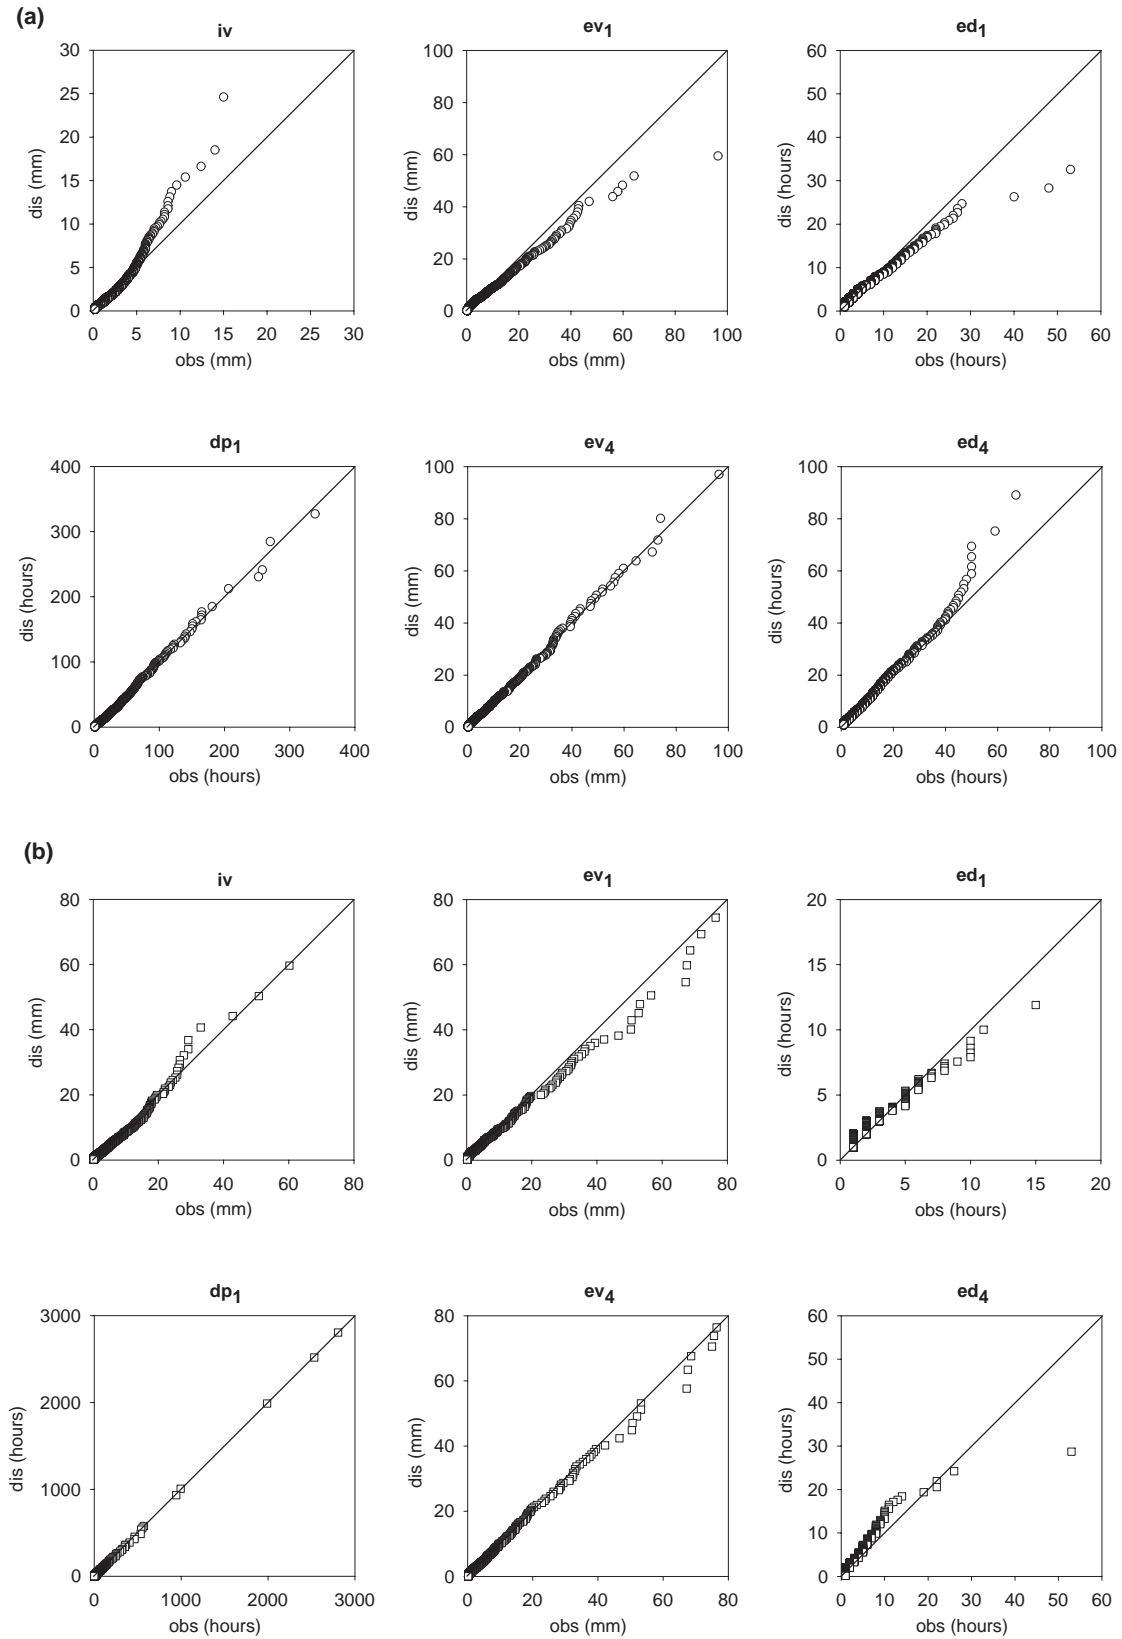 (a)
iv ev1 ed1
30 100 60
25 80 50
20 60 40
15 40 30
10 20 20
5 0 10
0 0
dis (mm) dis (mm) dis (hours)
0 5 10 15 20 25 30 0 20 40 60 80 100 0 10 20 30 40 50 60
obs (mm) obs (mm) obs (hours)
dp1 ev4 ed4
400 100 100
300 80 80
200 60 60
100 40 40
0 20 20
0 0
dis (hours) dis (mm) dis (hours)
0 100 200 300 400 0 20 40 60 80 100 0 20 40 60 80 100
obs (hours) obs (mm) obs (hours)
(b)
iv ev1 ed1
80 80 20
60 60 15
40 40 10
20 20 5
0 0 0
dis (mm) dis (mm) dis (hours)
0 20 40 60 80 0 20 40 60 80 0 5 10 15 20
obs (mm) obs (mm) obs (hours)
dp1 ev4 ed4
3000 80 60
2000 60 50
1000 40 40
0 20 30
0 20
10
0
dis (hours) dis (mm) dis (hours)
0 1000 2000 3000 0 20 40 60 80 0 10 20 30 40 50 60
obs (hours) obs (mm) obs (hours)